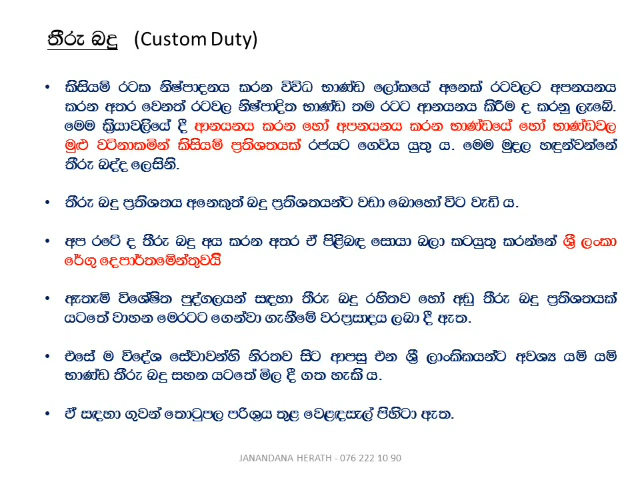 තීරු බදු (Custom Duty)
• කිසියම් රටක නිෂ්පාදනය කරන විවිධ භාණ්ඩ ලෝකයේ අනෙක් රටවලට අපනයනය
කරන අතර වෙනත් රටවල නිෂ්පාදිත භාණ්ඩ තම රටට ආනයනය කිරීම ද කරනු ලැබේ.
මෙම ක්‍රියාවලියේ දී ආනයනය කරන හෝ අපනයනය කරන භාණ්ඩයේ හෝ භාණ්ඩවල
මුළු වටිනාකමින් කිසියම් ප්‍රතිශතයක් රජයට ගෙවිය යුතු ය. මෙම මුදල හඳුන්වන්නේ
තීරු බද්ද ලෙසිනි.
• තීරු බදු ප්‍රතිශතය අනෙකුත් බදු ප්‍රතිශතයන්ට වඩා බොහෝ විට වැඩි ය.
• අප රටේ ද තීරු බදු අය කරන අතර ඒ පිළිබඳ සොයා බලා කටයුතු කරන්නේ ශ්‍රී ලංකා
රේගු දෙපාර්තමේන්තුවයි
• ඇතැම් විශේෂිත පුද්ගලයන් සඳහා තීරු බදු රහිතව හෝ අඩු තීරු බදු ප්‍රතිශතයක්
යටතේ වාහන මෙරටට ගෙන්වා ගැනීමේ වරප්‍රසාදය ලබා දී ඇත.
• එසේ ම විදේශ සේවාවන්හි නිරතව සිට ආපසු එන ශ්‍රී ලාංකිකයන්ට අවශ්‍ය යම් යම්
භාණ්ඩ තීරු බදු සහන යටතේ මිල දී ගත හැකි ය.
• ඒ සඳහා ගුවන් තොටුපල පරිශ්‍රය තුළ වෙළඳසැල් පිහිටා ඇත.
JANANDANA HERATH - 076 222 10 90